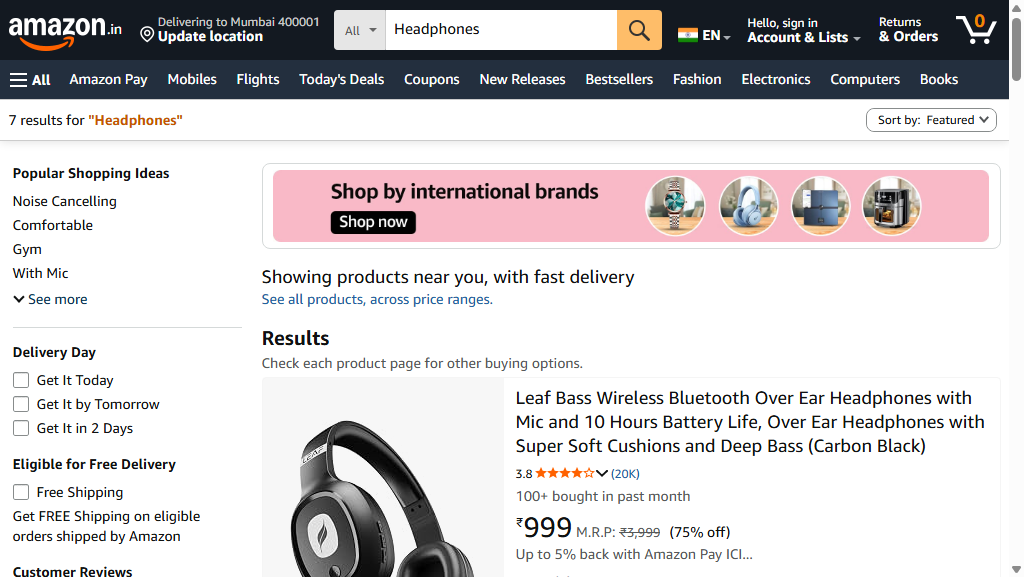 amazon.in
Delivering to Mumbai 400001
Update location
All
Headphones
EN
Hello, sign in
Account & Lists
Returns
& Orders
0
All
Amazon Pay
Mobiles
Flights
Today's Deals
Coupons
New Releases
Bestsellers
Fashion
Electronics
Computers
Books
7 results for "Headphones"
Sort by: Featured
Popular Shopping Ideas
Noise Cancelling
Comfortable
Gym
With Mic
See more
Delivery Day
Get It Today
Get It by Tomorrow
Get It in 2 Days
Eligible for Free Delivery
Free Shipping
Get FREE Shipping on eligible
orders shipped by Amazon
Customer Reviews
Shop by international brands
Shop now
Showing products near you, with fast delivery
See all products, across price ranges.
Results
Check each product page for other buying options.
LEAF
Leaf Bass Wireless Bluetooth Over Ear Headphones with
Mic and 10 Hours Battery Life, Over Ear Headphones with
Super Soft Cushions and Deep Bass (Carbon Black)
3.8 (20K)
100+ bought in past month
₹999 M.R.P: ₹3,999 (75% off)
Up to 5% back with Amazon Pay ICI...